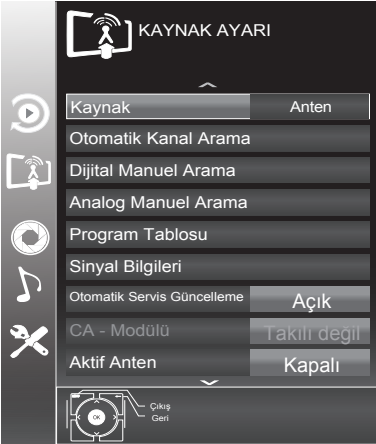 KAYNAK AYARI
Kaynak Anten
Otomatik Kanal Arama
Dijital Manuel Arama
Analog Manuel Arama
Program Tablosu
Sinyal Bilgileri
Otomatik Servis Güncelleme Açık
CA - Modülü Takılı değil
Aktif Anten Kapalı
Çıkış
OK
Geri